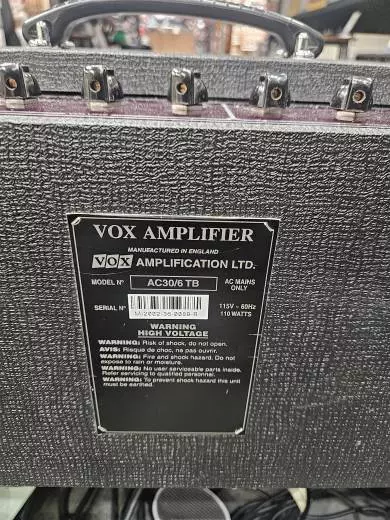 VOX AMPLIFIER
MANUFACTURED IN ENGLAND
VOX AMPLIFICATION LTD.
MODEL Nº AC30/6 TB AC MAINS ONLY
SERIAL Nº
115V ~ 60Hz
110 WATTS
WARNING
HIGH VOLTAGE
WARNING: Risk of shock, do not open.
AVIS: Risque de choc, ne pas ouvrir.
WARNING: Fire and shock hazard. Do not
expose to rain or moisture.
WARNING: No user serviceable parts inside.
Refer servicing to qualified personnel.
WARNING: To prevent shock hazard this unit
must be earthed.